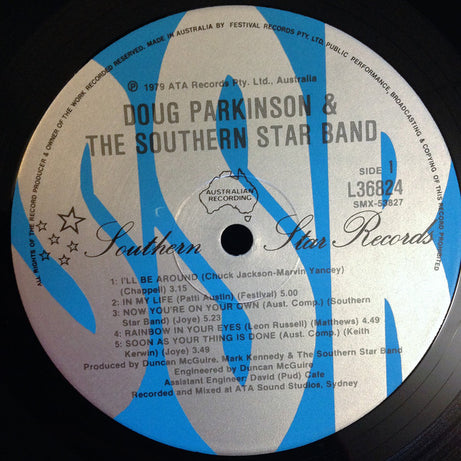 ALL RIGHTS OF THE RECORD PRODUCER & OWNER OF THE WORK RECORDED RESERVED. MADE IN AUSTRALIA BY FESTIVAL RECORDS PTY. LTD. PUBLIC PERFORMANCE, BROADCASTING & COPYING OF THIS RECORD PROHIBITED
℗ 1979 ATA Records Pty. Ltd., Australia
DOUG PARKINSON &
THE SOUTHERN STAR BAND
SIDE 1
L36824
SMX-53827
AUSTRALIAN
RECORDING
Southern Star Records
1: I'LL BE AROUND (Chuck Jackson-Marvin Yancey)
(Chappell) 3.15
2: IN MY LIFE (Patti Austin) (Festival) 5.00
3: NOW YOU'RE ON YOUR OWN (Aust. Comp.) (Southern
Star Band) (Joye) 5.23
4: RAINBOW IN YOUR EYES (Leon Russell) (Matthews) 4.49
5: SOON AS YOUR THING IS DONE (Aust. Comp.) (Keith
Kerwin) (Joye) 3.49
Produced by Duncan McGuire, Mark Kennedy & The Southern Star Band
Engineered by Duncan McGuire
Assistant Engineer: David (Pud) Cafe
Recorded and Mixed at ATA Sound Studios, Sydney